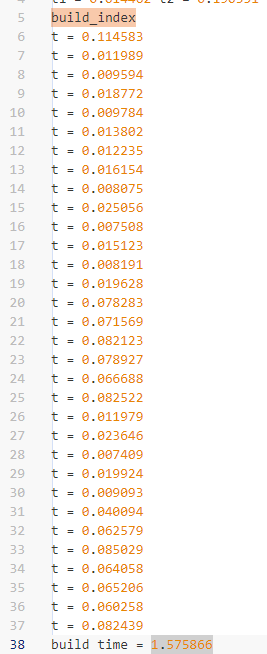 5 build_index
6 t = 0.114583
7 t = 0.011989
8 t = 0.009594
9 t = 0.018772
10 t = 0.009784
11 t = 0.013802
12 t = 0.012235
13 t = 0.016154
14 t = 0.008075
15 t = 0.025056
16 t = 0.007508
17 t = 0.015123
18 t = 0.008191
19 t = 0.019628
20 t = 0.078283
21 t = 0.071569
22 t = 0.082123
23 t = 0.078927
24 t = 0.066688
25 t = 0.082522
26 t = 0.011979
27 t = 0.023646
28 t = 0.007409
29 t = 0.019924
30 t = 0.009093
31 t = 0.040094
32 t = 0.062579
33 t = 0.085029
34 t = 0.064058
35 t = 0.065206
36 t = 0.060258
37 t = 0.082439
38 build time = 1.575866